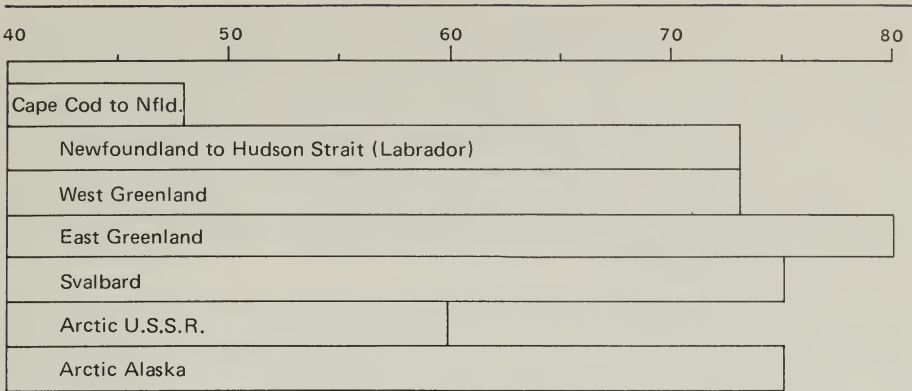 40 50 60 70 80
Cape Cod to Nfld.
Newfoundland to Hudson Strait (Labrador)
West Greenland
East Greenland
Svalbard
Arctic U.S.S.R.
Arctic Alaska